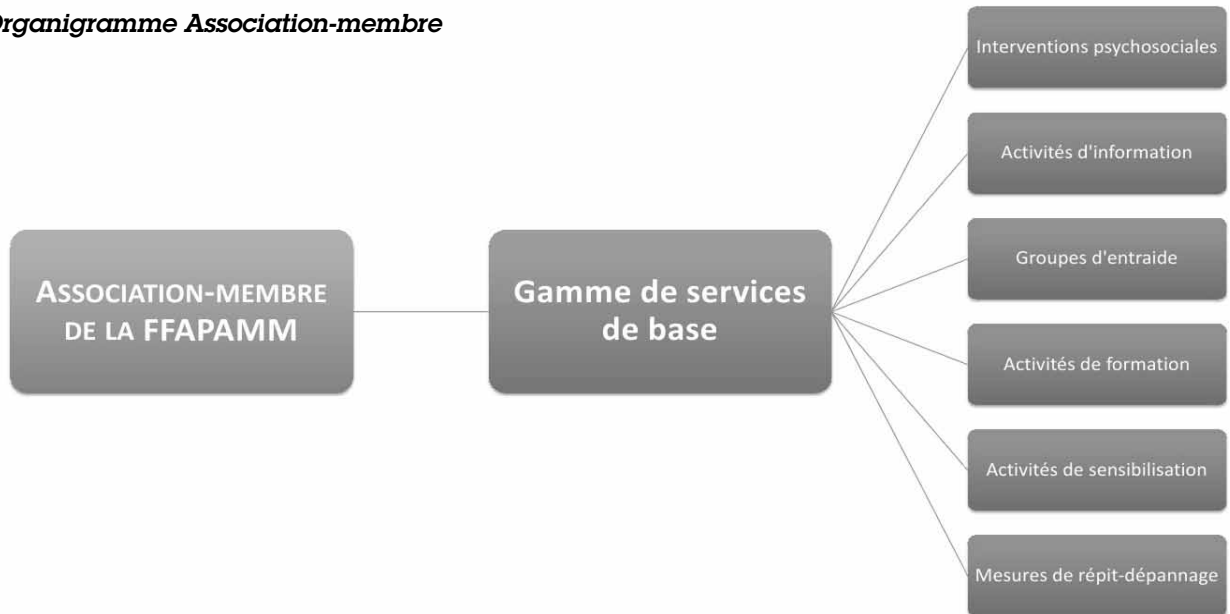 Organigramme Association-membre
ASSOCIATION-MEMBRE
DE LA FFAPAMM
Gamme de services
de base
Interventions psychosociales
Activités d'information
Groupes d'entraide
Activités de formation
Activités de sensibilisation
Mesures de répit-dépannage